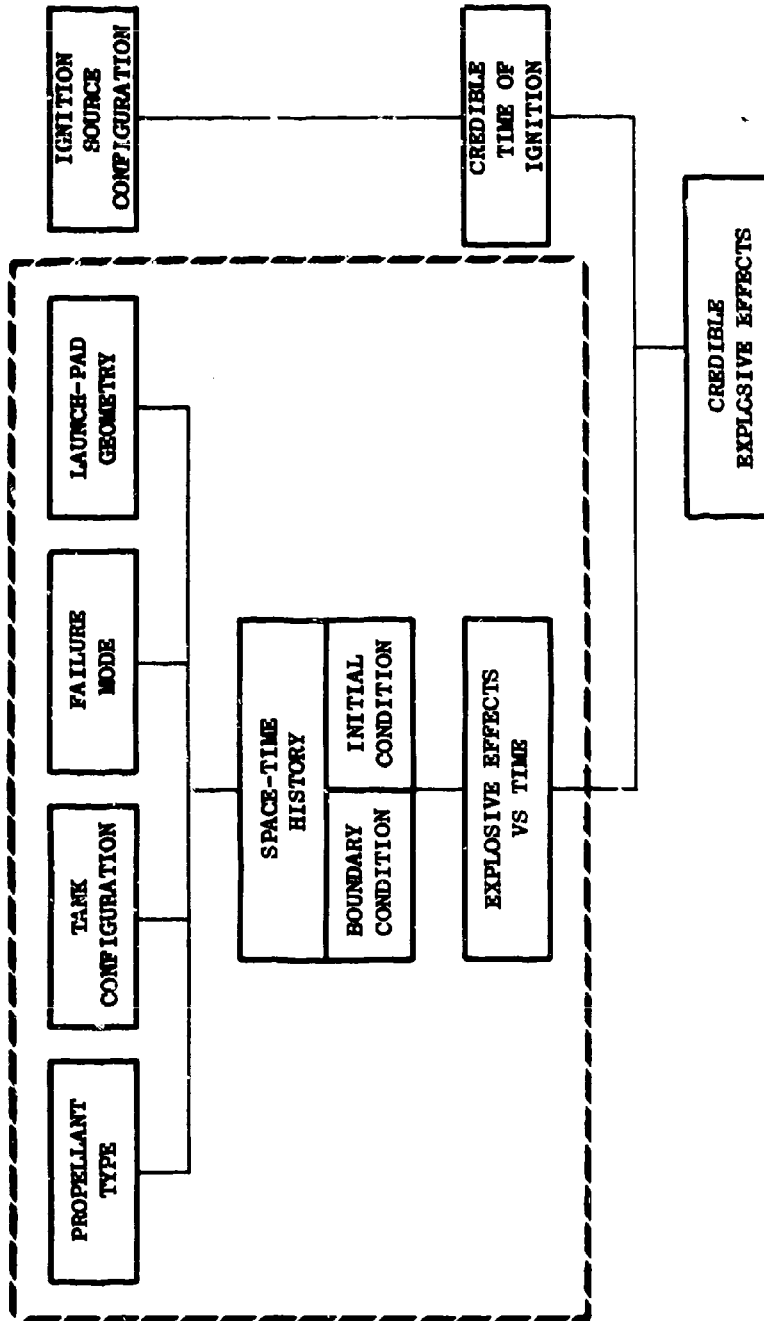 PROPELLANT
TYPE
TANK
CONFIGURATION
FAILURE
MODE
LAUNCH-PAD
GEOMETRY
IGNITION
SOURCE
CONFIGURATION
SPACE-TIME
HISTORY
BOUNDARY
CONDITION
INITIAL
CONDITION
EXPLOSIVE EFFECTS
VS TIME
CREDIBLE
TIME OF
IGNITION
CREDIBLE
EXPLOSIVE EFFECTS